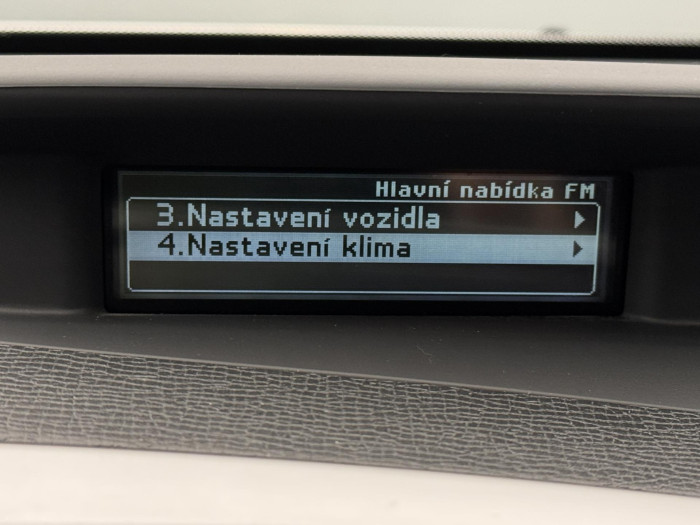 Hlavní nabídka FM
3.Nastavení vozidla
4.Nastavení klima